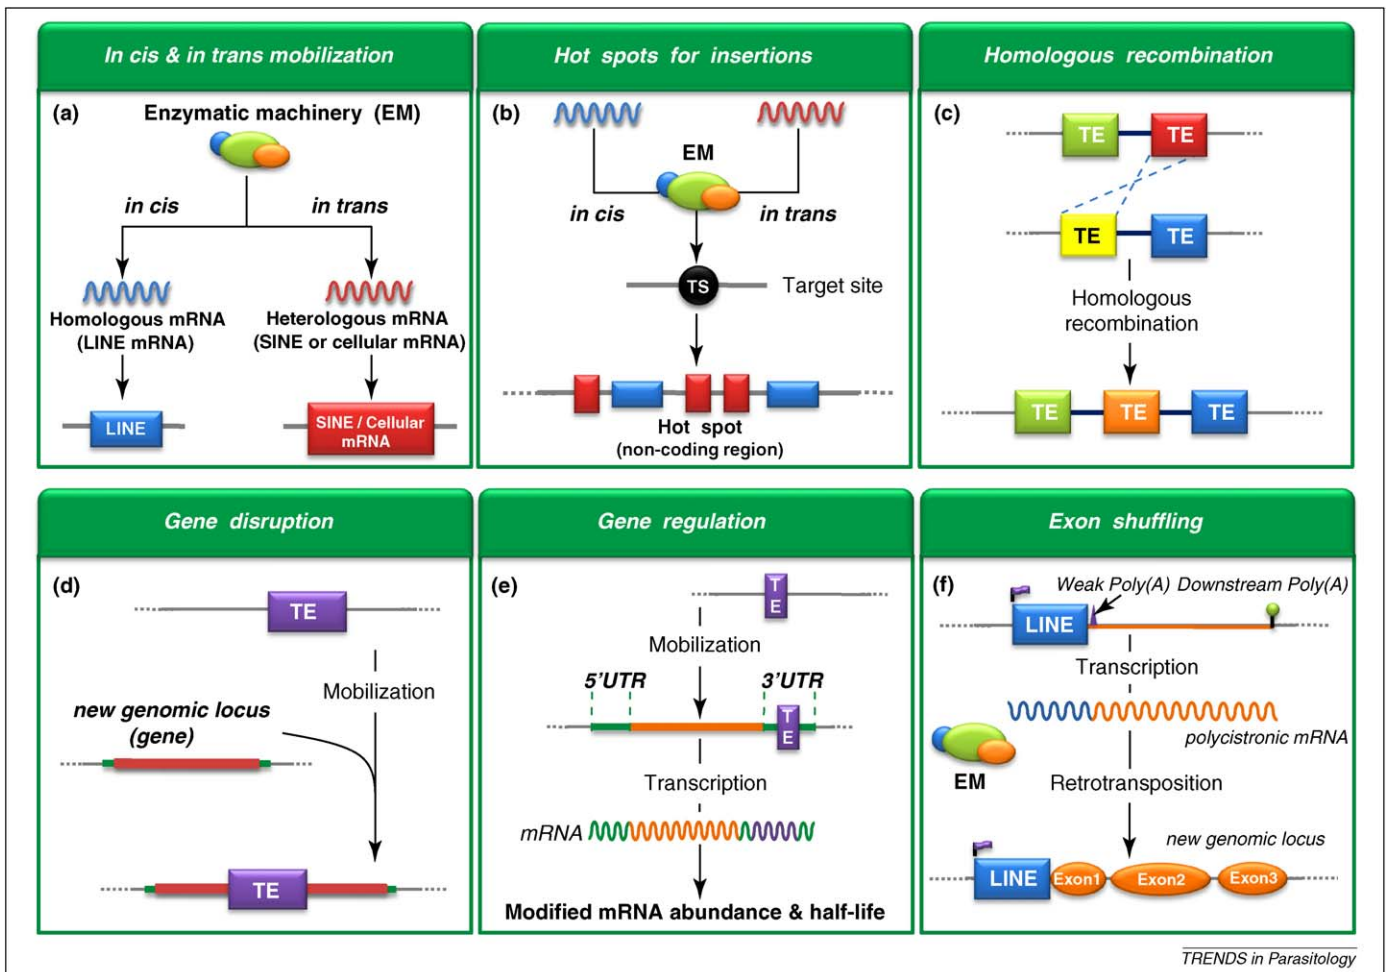 In cis & in trans mobilization
(a)
Enzymatic machinery (EM)
in cis
in trans
Homologous mRNA
(LINE mRNA)
Heterologous mRNA
(SINE or cellular mRNA)
LINE
SINE / Cellular
mRNA
Hot spots for insertions
(b)
EM
in cis
in trans
TS
Target site
Hot spot
(non-coding region)
Homologous recombination
(c)
TE
TE
TE
TE
Homologous
recombination
TE
TE
TE
Gene disruption
(d)
TE
Mobilization
new genomic locus
(gene)
TE
Gene regulation
(e)
T
E
Mobilization
5'UTR
3'UTR
T
E
Transcription
mRNA
Modified mRNA abundance & half-life
Exon shuffling
(f)
Weak Poly(A) Downstream Poly(A)
LINE
Transcription
polycistronic mRNA
EM
Retrotransposition
new genomic locus
LINE
Exon1
Exon2
Exon3
TRENDS in Parasitology